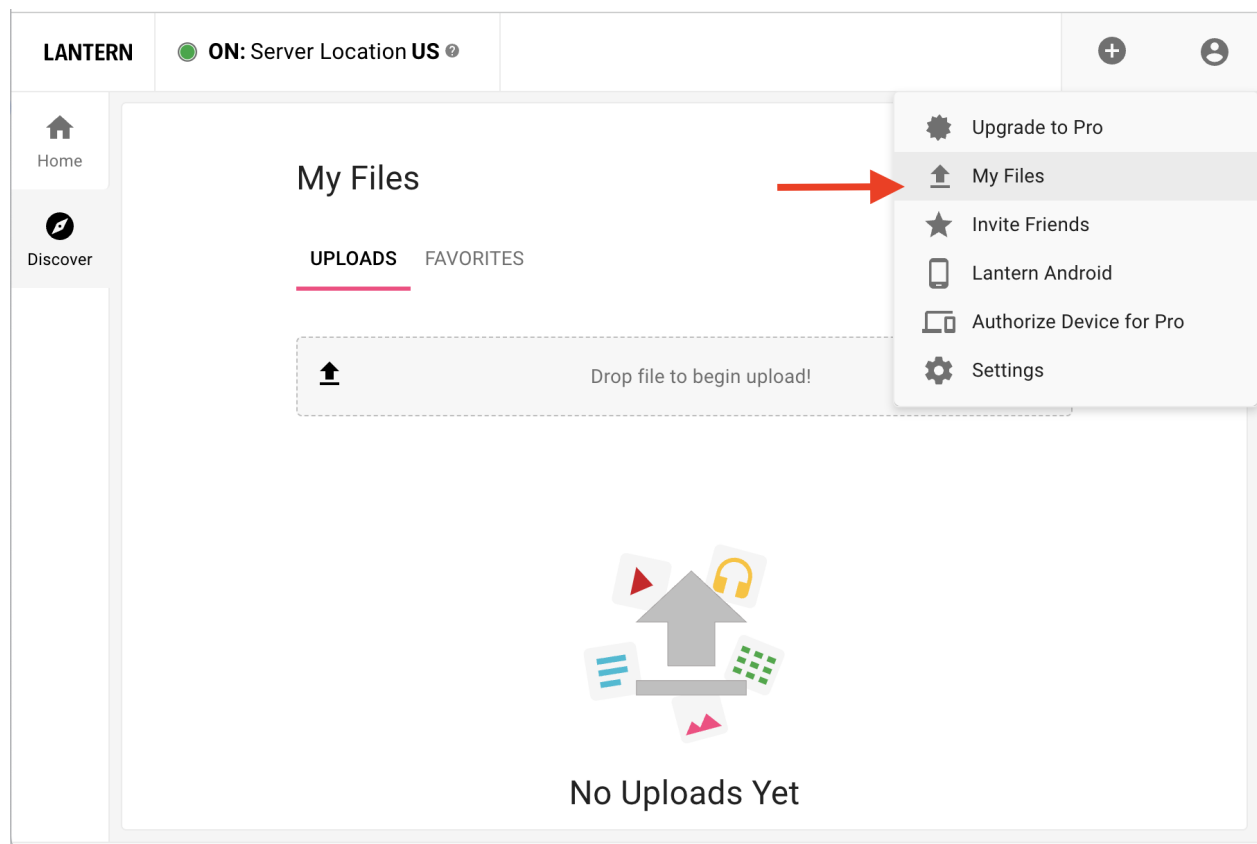 LANTERN
ON: Server Location US
Home
Discover
My Files
UPLOADS FAVORITES
Drop file to begin upload!
No Uploads Yet
Upgrade to Pro
My Files
Invite Friends
Lantern Android
Authorize Device for Pro
Settings